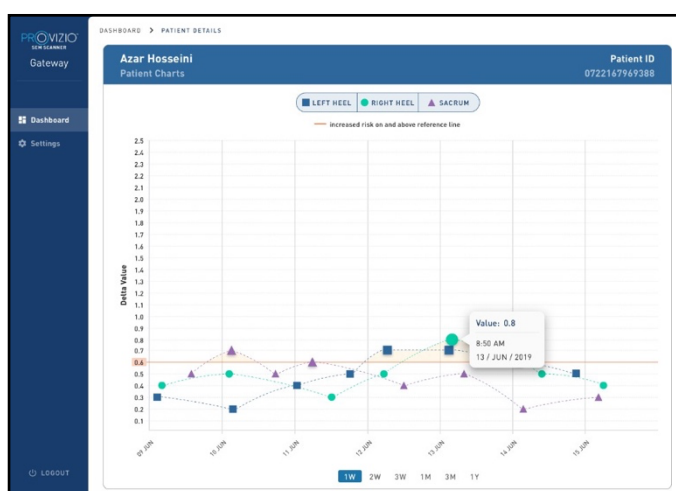 PROVIZIO
SEM SCANNER
Gateway
Dashboard
Settings
LOGOUT
DASHBOARD > PATIENT DETAILS
Azar Hosseini
Patient Charts
Patient ID
0722167969388
LEFT HEEL RIGHT HEEL SACRUM
increased risk on and above reference line
Delta Value
2.5
2.4
2.3
2.2
2.1
2.0
1.9
1.8
1.7
1.6
1.5
1.4
1.3
1.2
1.1
1.0
0.9
0.8
0.7
0.6
0.5
0.4
0.3
0.2
0.1
Value: 0.8
8:50 AM
13 / JUN / 2019
09 JUN 10 JUN 11 JUN 12 JUN 13 JUN 14 JUN 15 JUN
1W 2W 3W 1M 3M 1Y